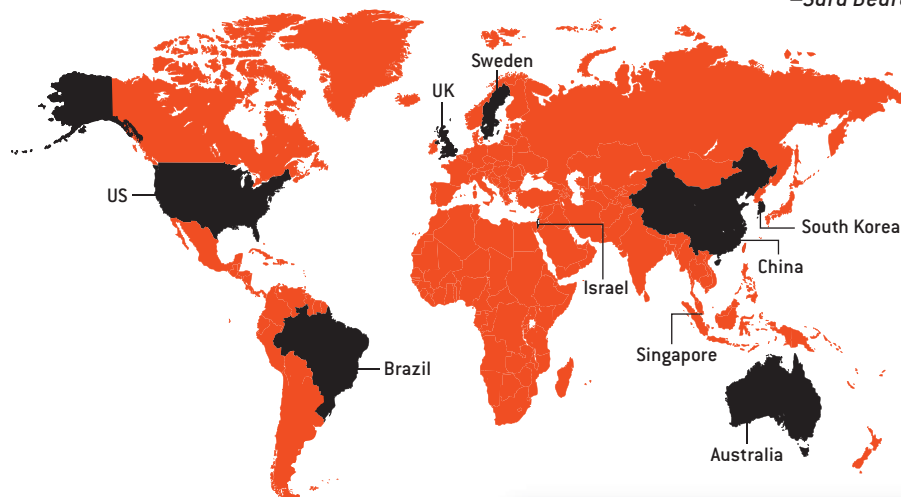 Sweden
UK
US
South Korea
China
Israel
Singapore
Brazil
Australia